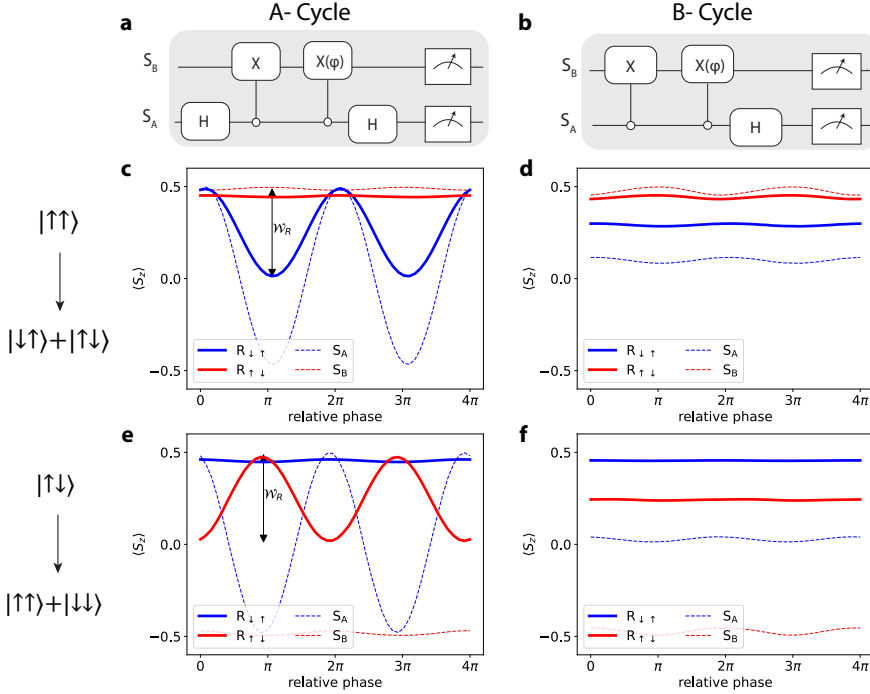 A- Cycle
B- Cycle
a
S_B
X
X(φ)
S_A
H
H
b
S_B
X
X(φ)
S_A
H
|↑↑⟩
|↓↑⟩+|↑↓⟩
c
⟨S_z⟩
0.5
0.0
−0.5
𝒲_R
R_↓↑
S_A
R_↑↓
S_B
0
π
2π
3π
4π
relative phase
d
⟨S_z⟩
0.5
0.0
−0.5
R_↓↑
S_A
R_↑↓
S_B
0
π
2π
3π
4π
relative phase
|↑↓⟩
|↑↑⟩+|↓↓⟩
e
⟨S_z⟩
0.5
0.0
−0.5
𝒲_R
R_↓↑
S_A
R_↑↓
S_B
0
π
2π
3π
4π
relative phase
f
⟨S_z⟩
0.5
0.0
−0.5
R_↓↑
S_A
R_↑↓
S_B
0
π
2π
3π
4π
relative phase